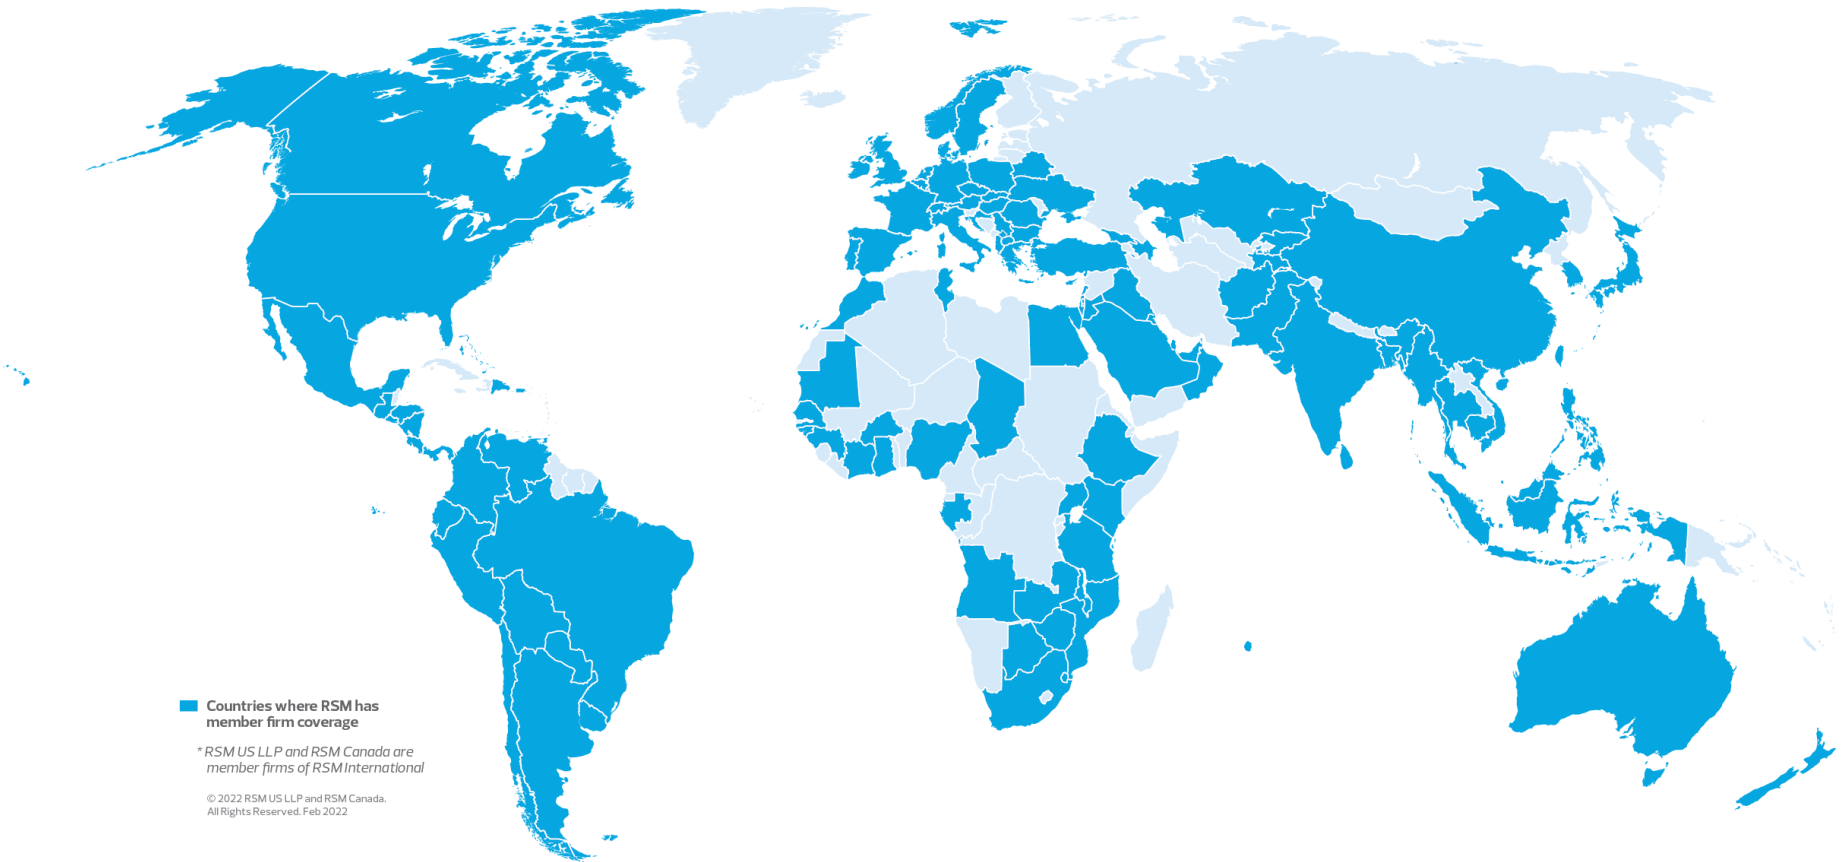 Countries where RSM has
member firm coverage
* RSM US LLP and RSM Canada are
member firms of RSM International
© 2022 RSM US LLP and RSM Canada.
All Rights Reserved. Feb 2022